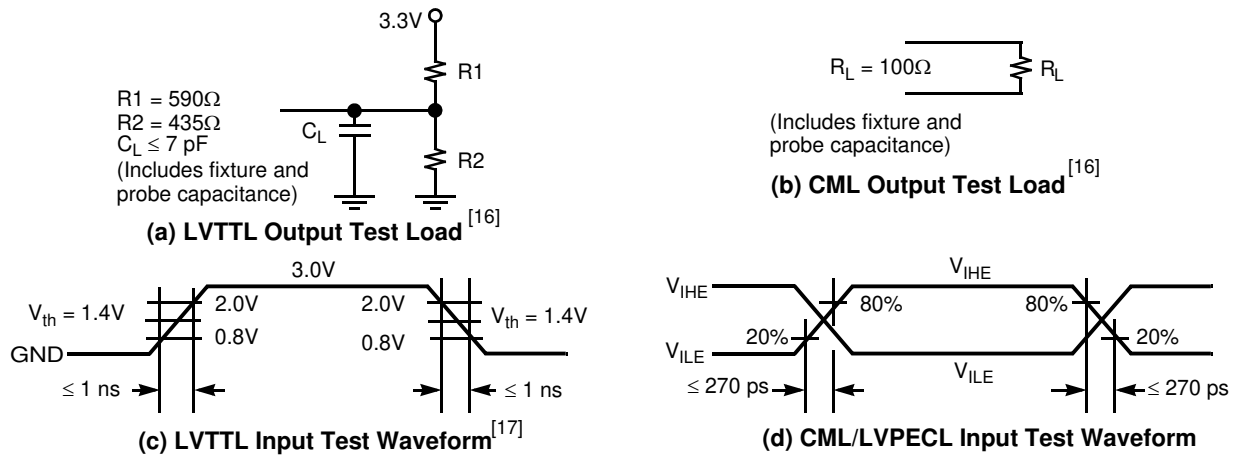 3.3V
R1
R1 = 590Ω
R2 = 435Ω
C_L ≤ 7 pF
(Includes fixture and
probe capacitance)
C_L
R2
(a) LVTTL Output Test Load [16]
R_L = 100Ω
R_L
(Includes fixture and
probe capacitance)
(b) CML Output Test Load [16]
3.0V
V_th = 1.4V
2.0V
0.8V
2.0V
0.8V
V_th = 1.4V
GND
≤ 1 ns
≤ 1 ns
(c) LVTTL Input Test Waveform [17]
V_IHE
V_IHE
80%
80%
20%
20%
V_ILE
V_ILE
≤ 270 ps
≤ 270 ps
(d) CML/LVPECL Input Test Waveform